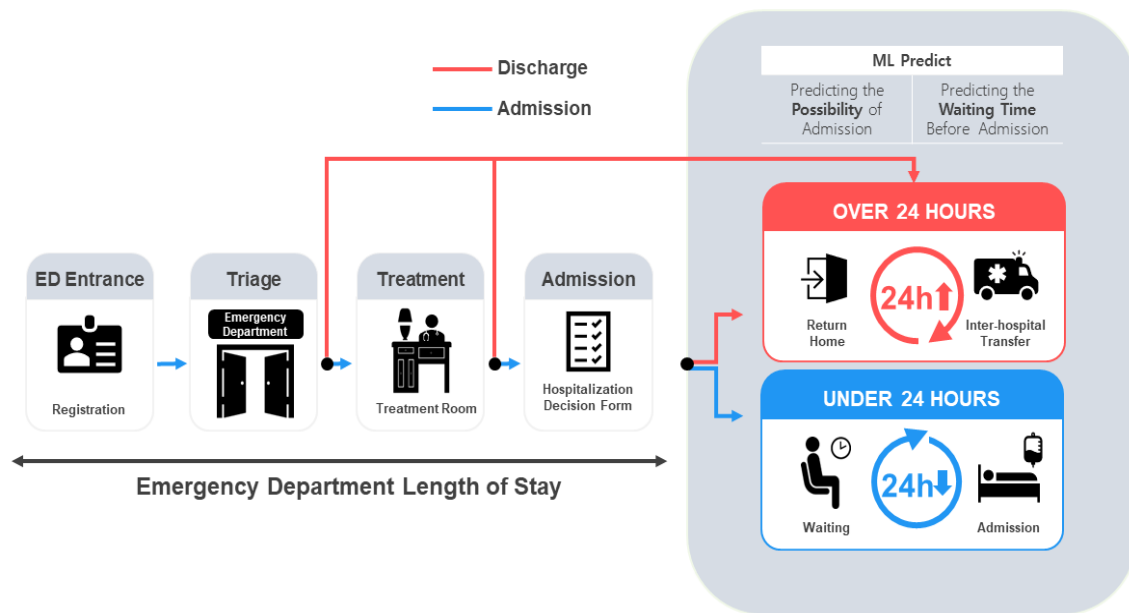 Discharge
Admission
ML Predict
Predicting the
Possibility of
Admission
Predicting the
Waiting Time
Before Admission
ED Entrance
Registration
Triage
Emergency
Department
Treatment
Treatment Room
Admission
Hospitalization
Decision Form
OVER 24 HOURS
Return
Home
24h
Inter-hospital
Transfer
UNDER 24 HOURS
Waiting
24h
Admission
Emergency Department Length of Stay